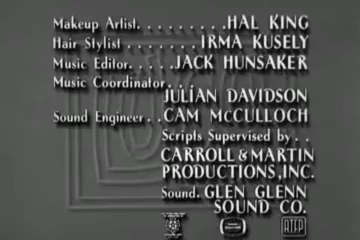 Makeup Artist. . . . . . . . .HAL KING
Hair Stylist . . . . . . . .IRMA KUSELY
Music Editor. . . . .JACK HUNSAKER
Music Coordinator. . .
JULIAN DAVIDSON
Sound Engineer . . CAM McCULLOCH
Scripts Supervised by . .
CARROLL & MARTIN
PRODUCTIONS, INC.
Sound. GLEN GLENN
SOUND CO.